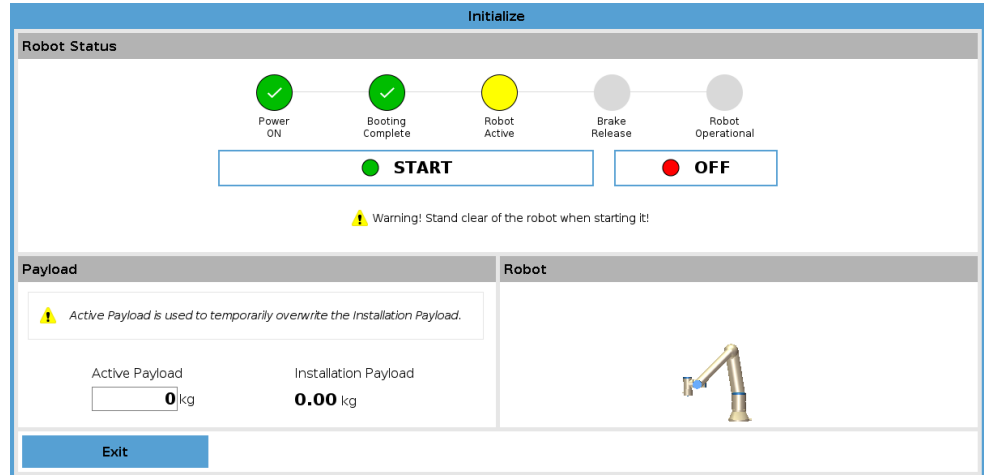 Initialize
Robot Status
Power
ON
Booting
Complete
Robot
Active
Brake
Release
Robot
Operational
START
OFF
Warning! Stand clear of the robot when starting it!
Payload
Active Payload is used to temporarily overwrite the Installation Payload.
Active Payload
0 kg
Installation Payload
0.00 kg
Robot
Exit